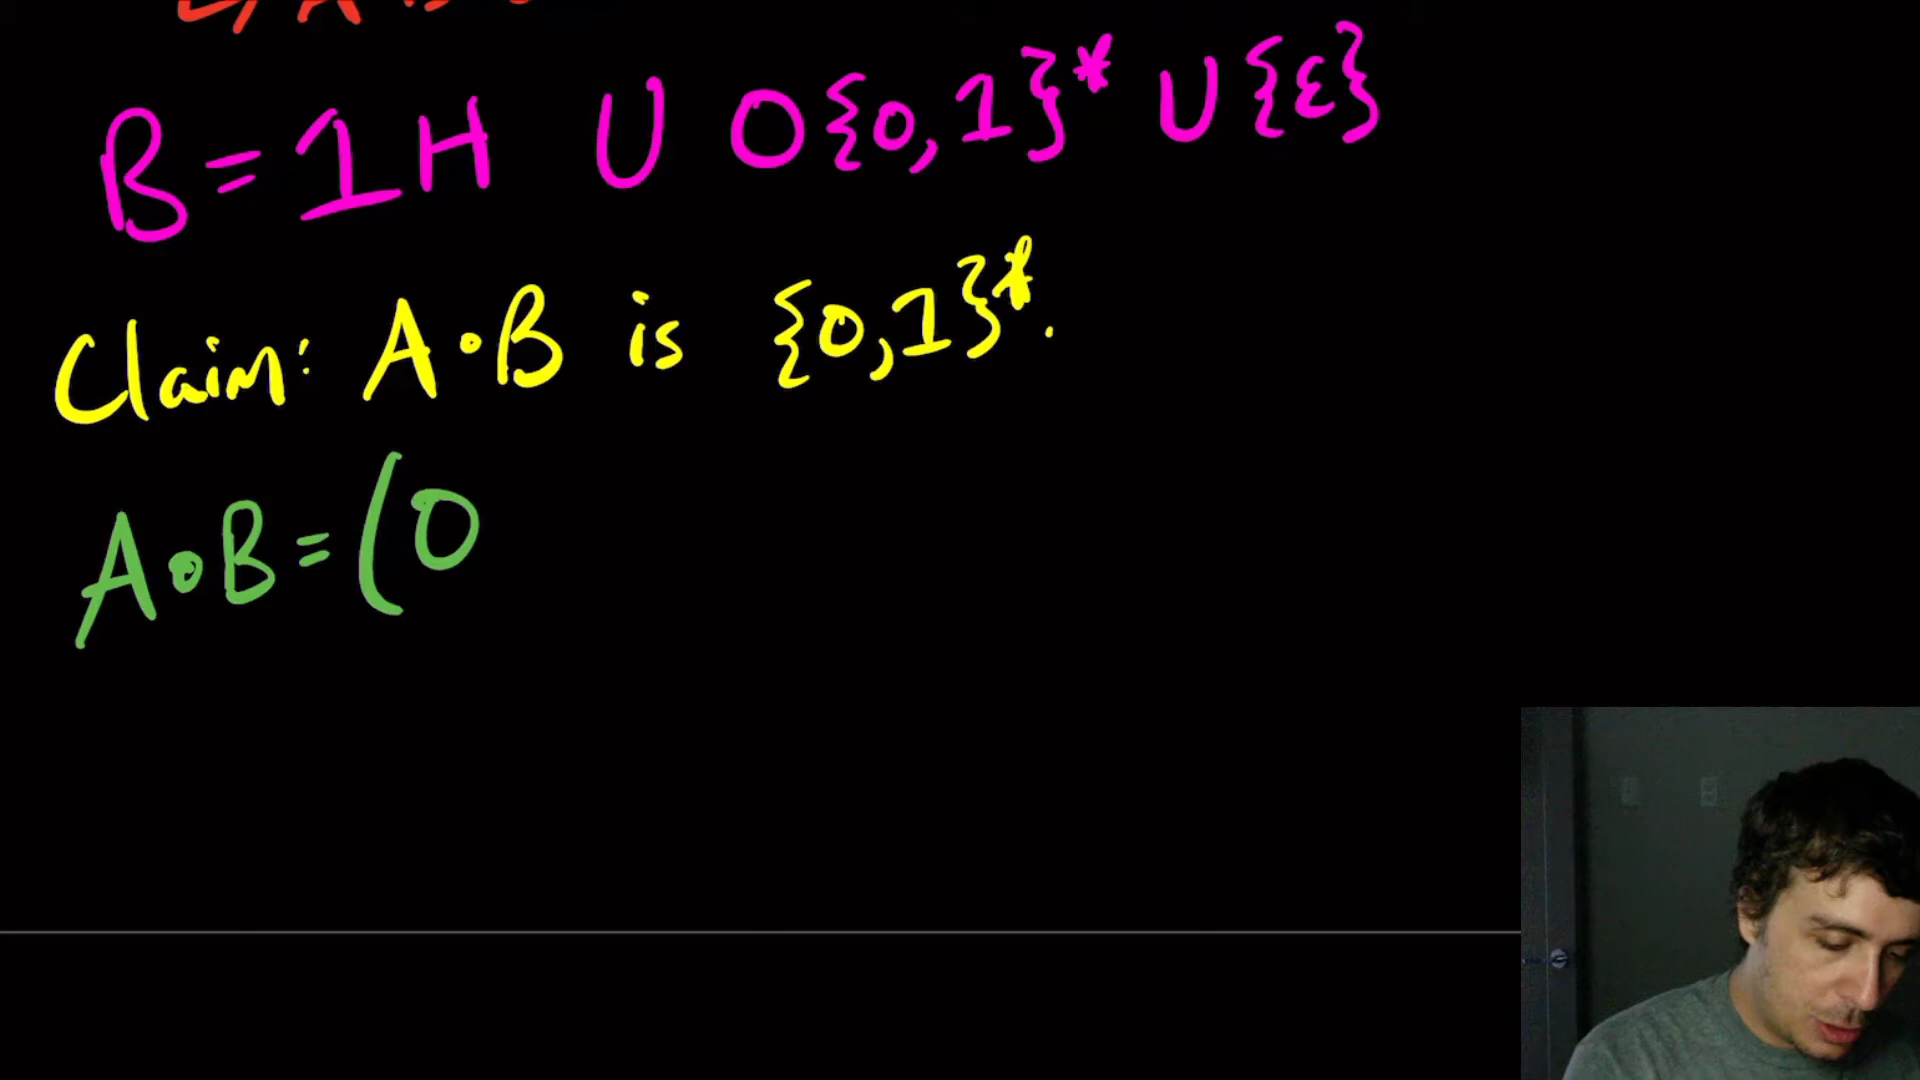 B = 1H ∪ 0{0,1}* ∪ {ε}
Claim: A∘B is {0,1}*.
A∘B = (0